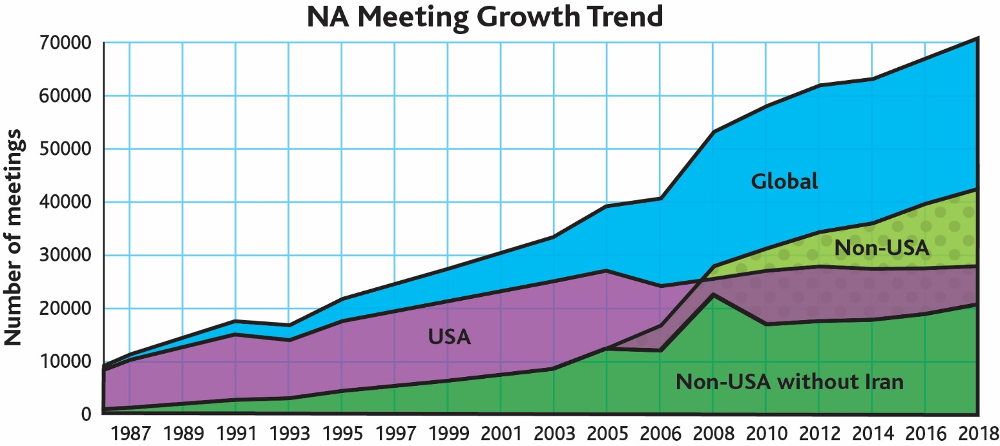 NA Meeting Growth Trend
Number of meetings
70000
60000
50000
40000
30000
20000
10000
0
Global
Non-USA
USA
Non-USA without Iran
1987 1989 1991 1993 1995 1997 1999 2001 2003 2005 2006 2008 2010 2012 2014 2016 2018